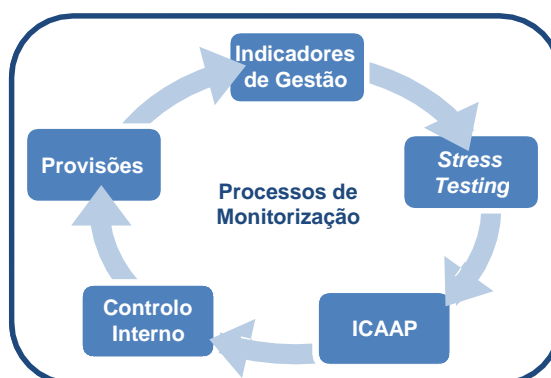 Indicadores
de Gestão
Stress
Testing
Provisões
Processos de
Monitorização
Controlo
Interno
ICAAP